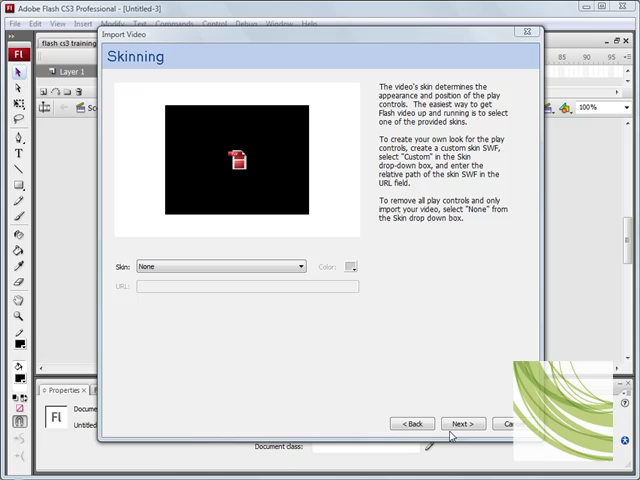 Adobe Flash CS3 Professional - [Untitled-3]
File Edit View Insert Modify Text Commands Control Debug Window Help
Import Video
Skinning
flash cs3 training
Layer 1
85 90 95
100%
The video's skin determines the
appearance and position of the play
controls. The easiest way to get
Flash video up and running is to select
one of the provided skins.
To create your own look for the play
controls, create a custom skin SWF,
select "Custom" in the Skin
drop-down box, and enter the
relative path of the skin SWF in the
URL field.
To remove all play controls and only
import your video, select "None" from
the Skin drop down box.
Skin: None Color:
URL:
Properties
Fl
Docume
Untitled
< Back Next > Can
Document class: